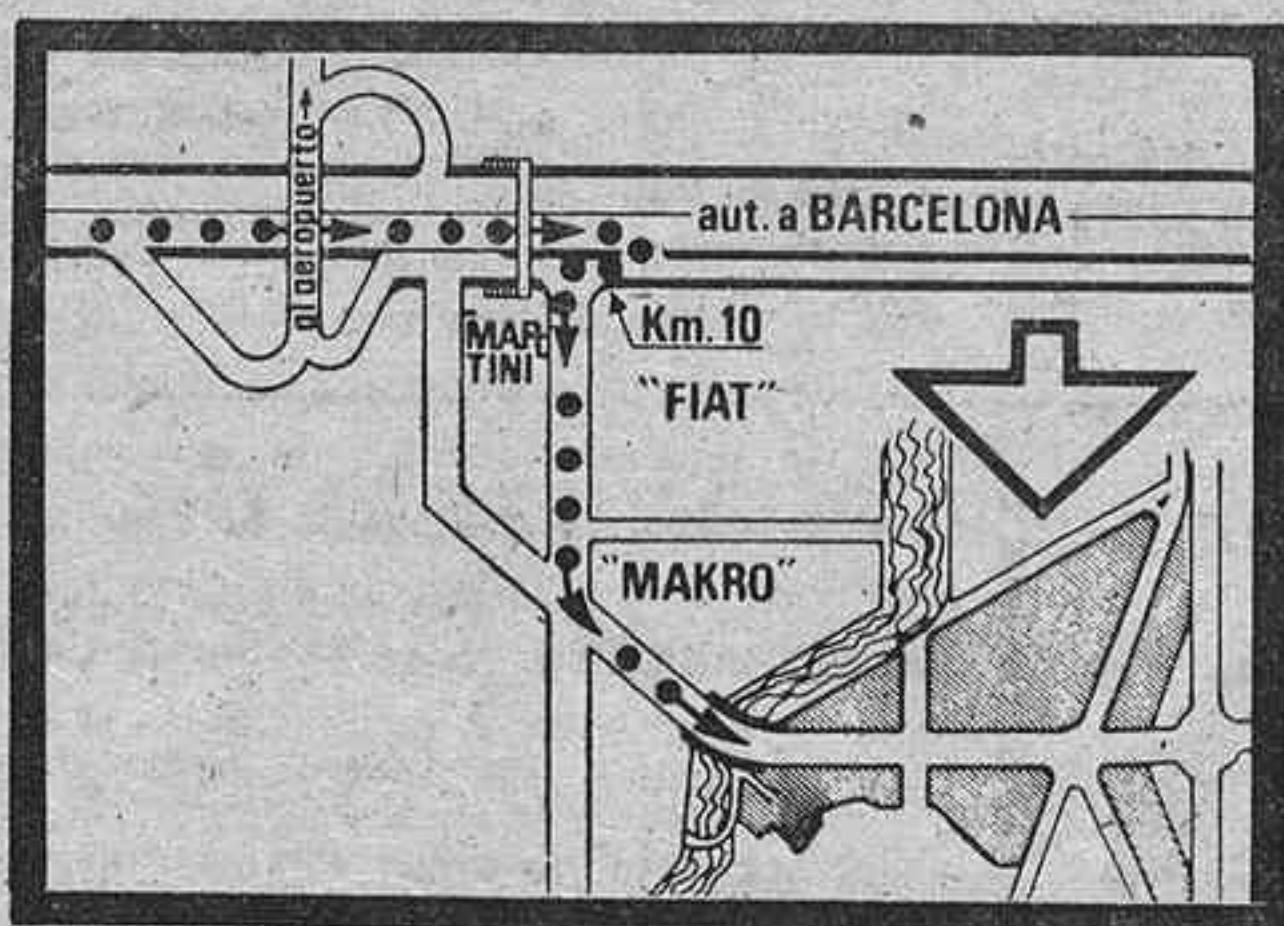 al aeropuerto
aut. a BARCELONA
MAR
TINI
Km. 10
"FIAT"
"MAKRO"